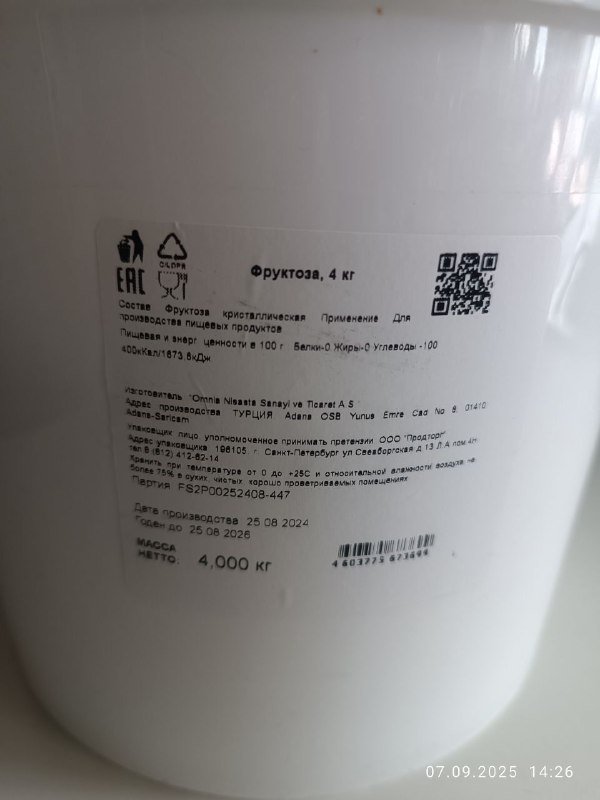 C/LDPE
EAC
Фруктоза, 4 кг
Состав Фруктоза кристаллическая Применение Для
производства пищевых продуктов
Пищевая и энерг ценности в 100 г Белки-0 Жиры-0 Углеводы -100
400кКал/1673,6кДж
Изготовитель "Omnia Nisasta Sanayi ve Ticaret A.S
Адрес производства ТУРЦИЯ, Adana OSB Yunus Emre Cad No 8, 01410
Adana-Saricam
Упаковщик лицо уполномоченное принимать претензии ООО "Продторг"
Адрес упаковщика 196105, г. Санкт-Петербург ул Свеаборгская д 13 Л А пом 4Н
тел 8 (812) 412-62-14
Хранить при температуре от 0 до +25С и относительной влажности воздуха не
более 75% в сухих, чистых, хорошо проветриваемых помещениях
Партия FS2P00252408-447
Дата производства 25 08 2024
Годен до 25 08 2026
МАССА
НЕТТО: 4,000 кг
4 603775 673694
07.09.2025 14:26